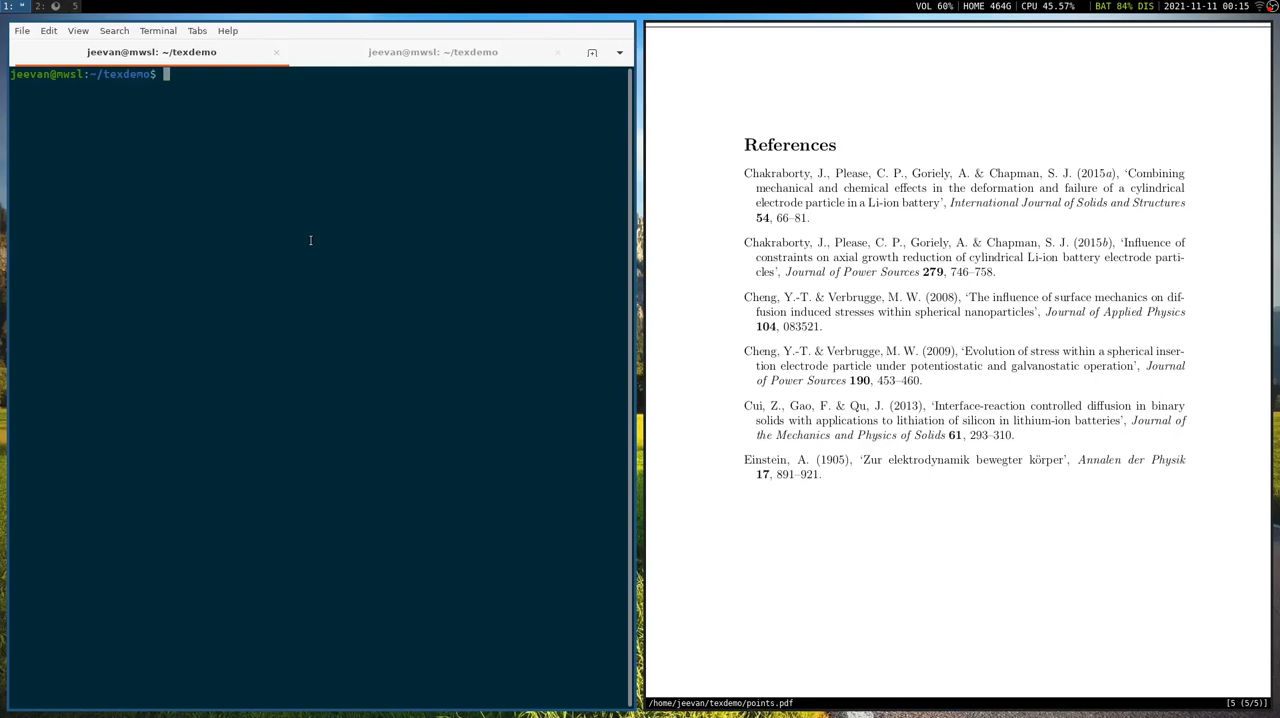 1: 2: 5 VOL 60% | HOME 464G | CPU 45.57% | BAT 84% DIS | 2021-11-11 00:15
File Edit View Search Terminal Tabs Help
jeevan@mwsl: ~/texdemo × jeevan@mwsl: ~/texdemo ×
jeevan@mwsl:~/texdemo$
References
Chakraborty, J., Please, C. P., Goriely, A. & Chapman, S. J. (2015a), ‘Combining
mechanical and chemical effects in the deformation and failure of a cylindrical
electrode particle in a Li-ion battery’, International Journal of Solids and Structures
54, 66–81.
Chakraborty, J., Please, C. P., Goriely, A. & Chapman, S. J. (2015b), ‘Influence of
constraints on axial growth reduction of cylindrical Li-ion battery electrode parti-
cles’, Journal of Power Sources 279, 746–758.
Cheng, Y.-T. & Verbrugge, M. W. (2008), ‘The influence of surface mechanics on dif-
fusion induced stresses within spherical nanoparticles’, Journal of Applied Physics
104, 083521.
Cheng, Y.-T. & Verbrugge, M. W. (2009), ‘Evolution of stress within a spherical inser-
tion electrode particle under potentiostatic and galvanostatic operation’, Journal
of Power Sources 190, 453–460.
Cui, Z., Gao, F. & Qu, J. (2013), ‘Interface-reaction controlled diffusion in binary
solids with applications to lithiation of silicon in lithium-ion batteries’, Journal of
the Mechanics and Physics of Solids 61, 293–310.
Einstein, A. (1905), ‘Zur elektrodynamik bewegter körper’, Annalen der Physik
17, 891–921.
/home/jeevan/texdemo/points.pdf [5 (5/5)]